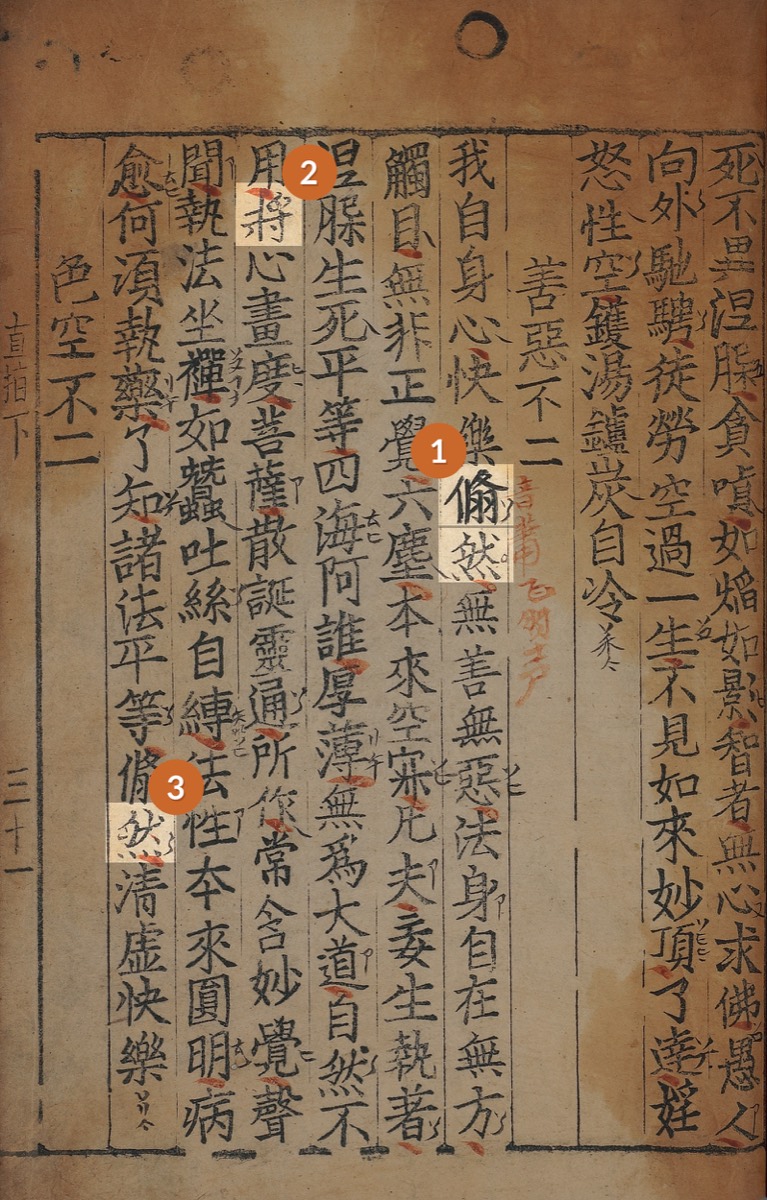 死不異涅槃貪嗔如焰如影智者無心求佛愚人
向外馳騁徒勞空過一生不見如來妙頂了達婬
怒性空鑊湯鑪炭自冷
善惡不二
我自身心快樂翛然無善無惡法身自在無方
1
觸目無非正覺六塵本來空寂凡夫妄生執著
涅槃生死平等四海阿誰厚薄無爲大道自然不
2
用將心畫度菩薩散誕靈通所作常含妙覺聲
聞執法坐禪如蠶吐絲自縛法性本來圓明病
3
愈何須執藥了知諸法平等翛然清虛快樂
色空不二
直指下
三十一